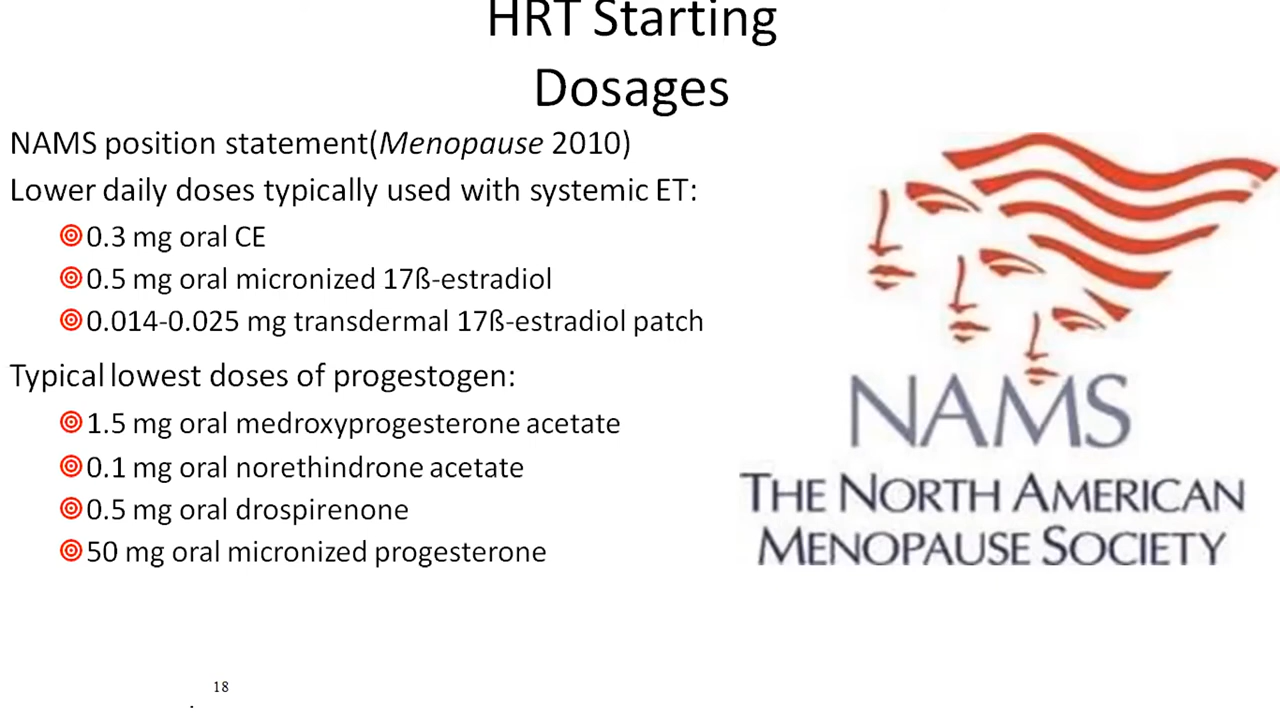 HRT Starting
Dosages
NAMS position statement(Menopause 2010)
Lower daily doses typically used with systemic ET:
0.3 mg oral CE
0.5 mg oral micronized 17ß-estradiol
0.014-0.025 mg transdermal 17ß-estradiol patch
Typical lowest doses of progestogen:
1.5 mg oral medroxyprogesterone acetate
0.1 mg oral norethindrone acetate
0.5 mg oral drospirenone
50 mg oral micronized progesterone
NAMS
THE NORTH AMERICAN
MENOPAUSE SOCIETY
18